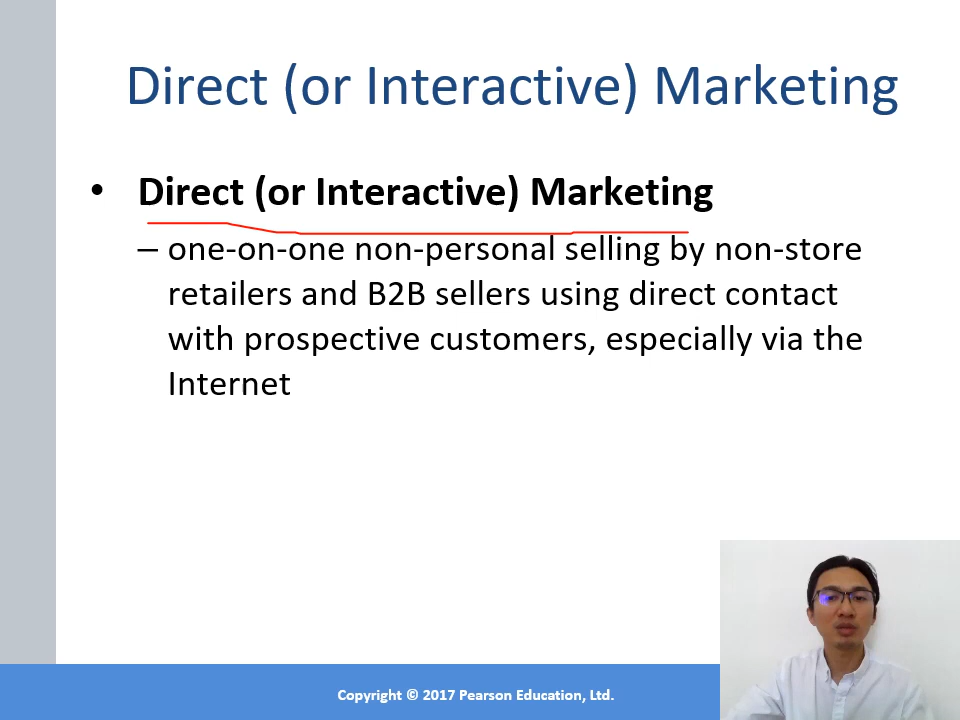 Direct (or Interactive) Marketing
• Direct (or Interactive) Marketing
– one-on-one non-personal selling by non-store
retailers and B2B sellers using direct contact
with prospective customers, especially via the
Internet
Copyright © 2017 Pearson Education, Ltd.